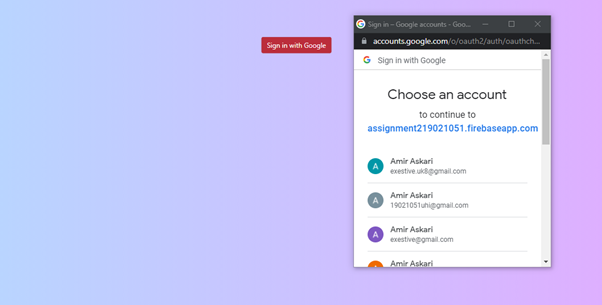 Sign in with Google
Sign in – Google accounts - Goo...
accounts.google.com/o/oauth2/auth/oauthch...
Sign in with Google
Choose an account
to continue to
assignment219021051.firebaseapp.com
A
Amir Askari
exestive.uk8@gmail.com
A
Amir Askari
19021051uhi@gmail.com
A
Amir Askari
exestive@gmail.com
A
Amir Askari